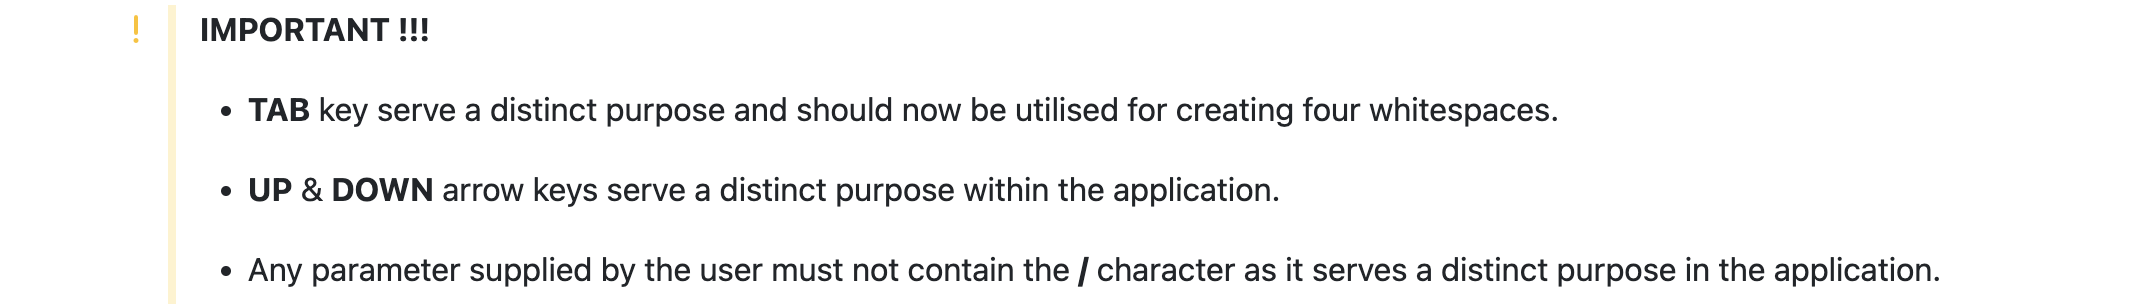 ! IMPORTANT !!!
• TAB key serve a distinct purpose and should now be utilised for creating four whitespaces.
• UP & DOWN arrow keys serve a distinct purpose within the application.
• Any parameter supplied by the user must not contain the / character as it serves a distinct purpose in the application.